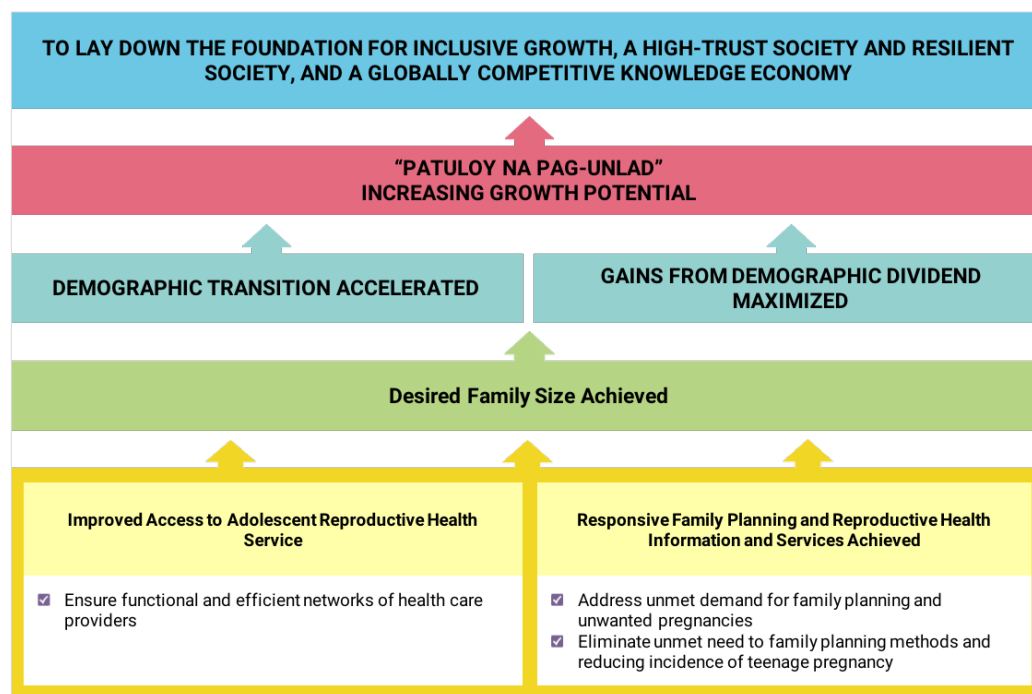 TO LAY DOWN THE FOUNDATION FOR INCLUSIVE GROWTH, A HIGH-TRUST SOCIETY AND RESILIENT
SOCIETY, AND A GLOBALLY COMPETITIVE KNOWLEDGE ECONOMY
“PATULOY NA PAG-UNLAD”
INCREASING GROWTH POTENTIAL
DEMOGRAPHIC TRANSITION ACCELERATED
GAINS FROM DEMOGRAPHIC DIVIDEND
MAXIMIZED
Desired Family Size Achieved
Improved Access to Adolescent Reproductive Health
Service
Ensure functional and efficient networks of health care
providers
Responsive Family Planning and Reproductive Health
Information and Services Achieved
Address unmet demand for family planning and
unwanted pregnancies
Eliminate unmet need to family planning methods and
reducing incidence of teenage pregnancy